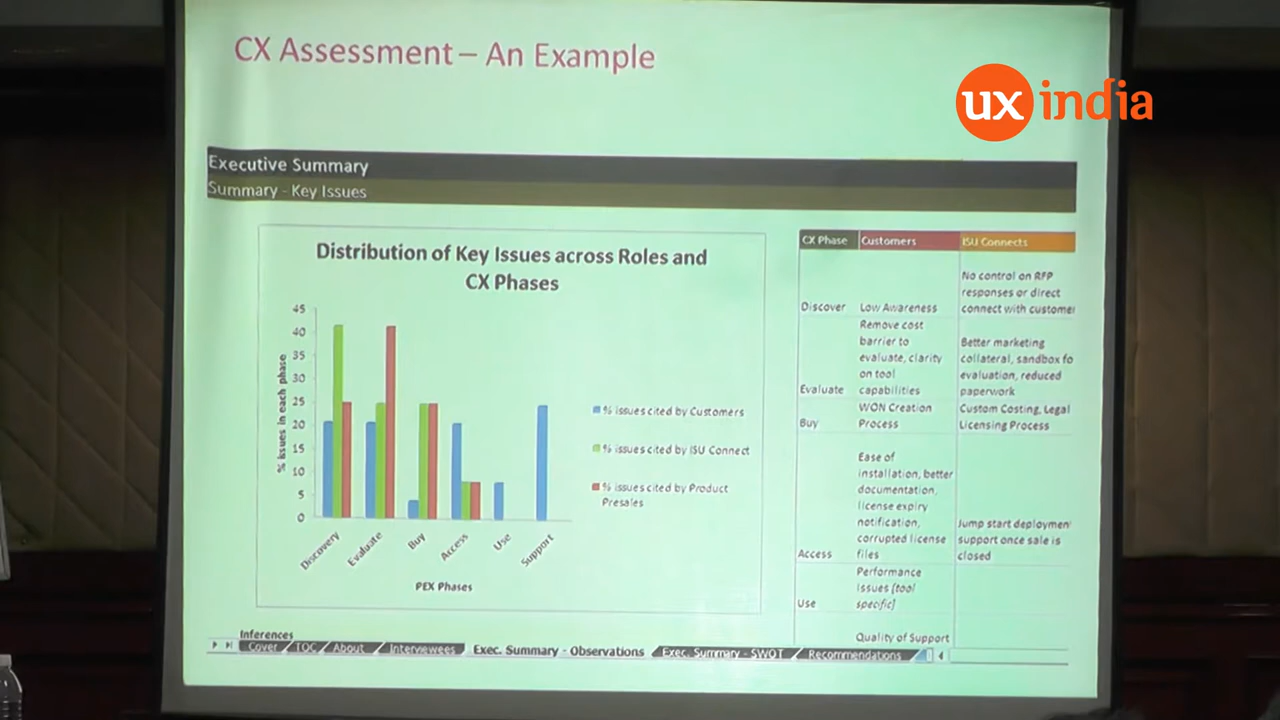 CX Assessment – An Example
ux india
Executive Summary
Summary - Key Issues
Distribution of Key Issues across Roles and
CX Phases
45
40
35
30
25
20
15
10
5
0
% issues in each phase
Discovery
Evaluate
Buy
Access
Use
Support
PEX Phases
% issues cited by Customers
% issues cited by ISU Connect
% issues cited by Product
Presales
CX Phase Customers ISU Connects
No control on RFP
responses or direct
Discover Low Awareness connect with customer
Remove cost
barrier to Better marketing
evaluate, clarity collateral, sandbox fo
on tool evaluation, reduced
Evaluate capabilities paperwork
WON Creation Custom Costing, Legal
Buy Process Licensing Process
Ease of
installation, better
documentation,
license expiry
notification, Jump start deploymen
corrupted license support once sale is
Access files closed
Performance
issues (tool
Use specific)
Quality of Support
Inferences
Cover TOC About Interviewees Exec. Summary - Observations Exec. Summary - SWOT Recommendations